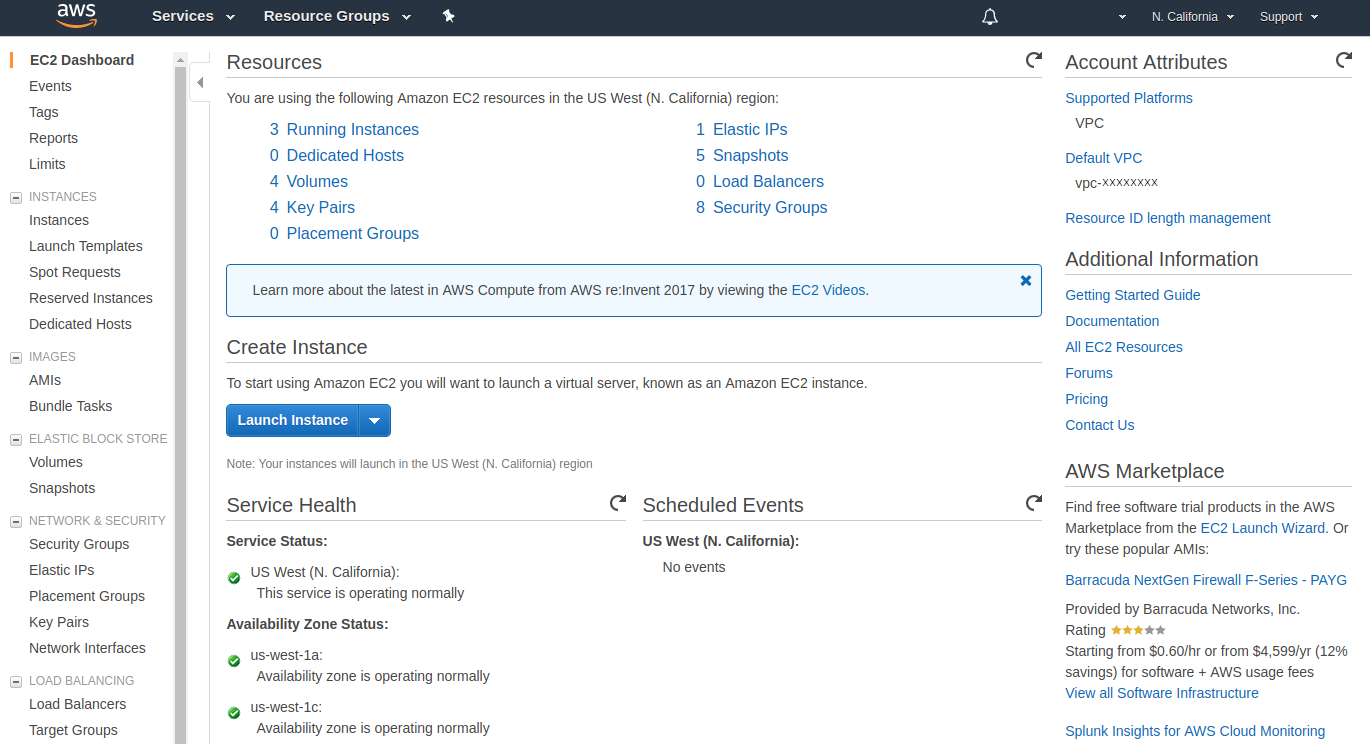 aws
Services
Resource Groups
N. California
Support
EC2 Dashboard
Events
Tags
Reports
Limits
INSTANCES
Instances
Launch Templates
Spot Requests
Reserved Instances
Dedicated Hosts
IMAGES
AMIs
Bundle Tasks
ELASTIC BLOCK STORE
Volumes
Snapshots
NETWORK & SECURITY
Security Groups
Elastic IPs
Placement Groups
Key Pairs
Network Interfaces
LOAD BALANCING
Load Balancers
Target Groups
Resources
You are using the following Amazon EC2 resources in the US West (N. California) region:
3 Running Instances
0 Dedicated Hosts
4 Volumes
4 Key Pairs
0 Placement Groups
1 Elastic IPs
5 Snapshots
0 Load Balancers
8 Security Groups
Learn more about the latest in AWS Compute from AWS re:Invent 2017 by viewing the EC2 Videos.
Create Instance
To start using Amazon EC2 you will want to launch a virtual server, known as an Amazon EC2 instance.
Launch Instance
Note: Your instances will launch in the US West (N. California) region
Service Health
Service Status:
US West (N. California):
This service is operating normally
Availability Zone Status:
us-west-1a:
Availability zone is operating normally
us-west-1c:
Availability zone is operating normally
Scheduled Events
US West (N. California):
No events
Account Attributes
Supported Platforms
VPC
Default VPC
vpc-xxxxxxxx
Resource ID length management
Additional Information
Getting Started Guide
Documentation
All EC2 Resources
Forums
Pricing
Contact Us
AWS Marketplace
Find free software trial products in the AWS
Marketplace from the EC2 Launch Wizard. Or
try these popular AMIs:
Barracuda NextGen Firewall F-Series - PAYG
Provided by Barracuda Networks, Inc.
Rating
Starting from $0.60/hr or from $4,599/yr (12%
savings) for software + AWS usage fees
View all Software Infrastructure
Splunk Insights for AWS Cloud Monitoring